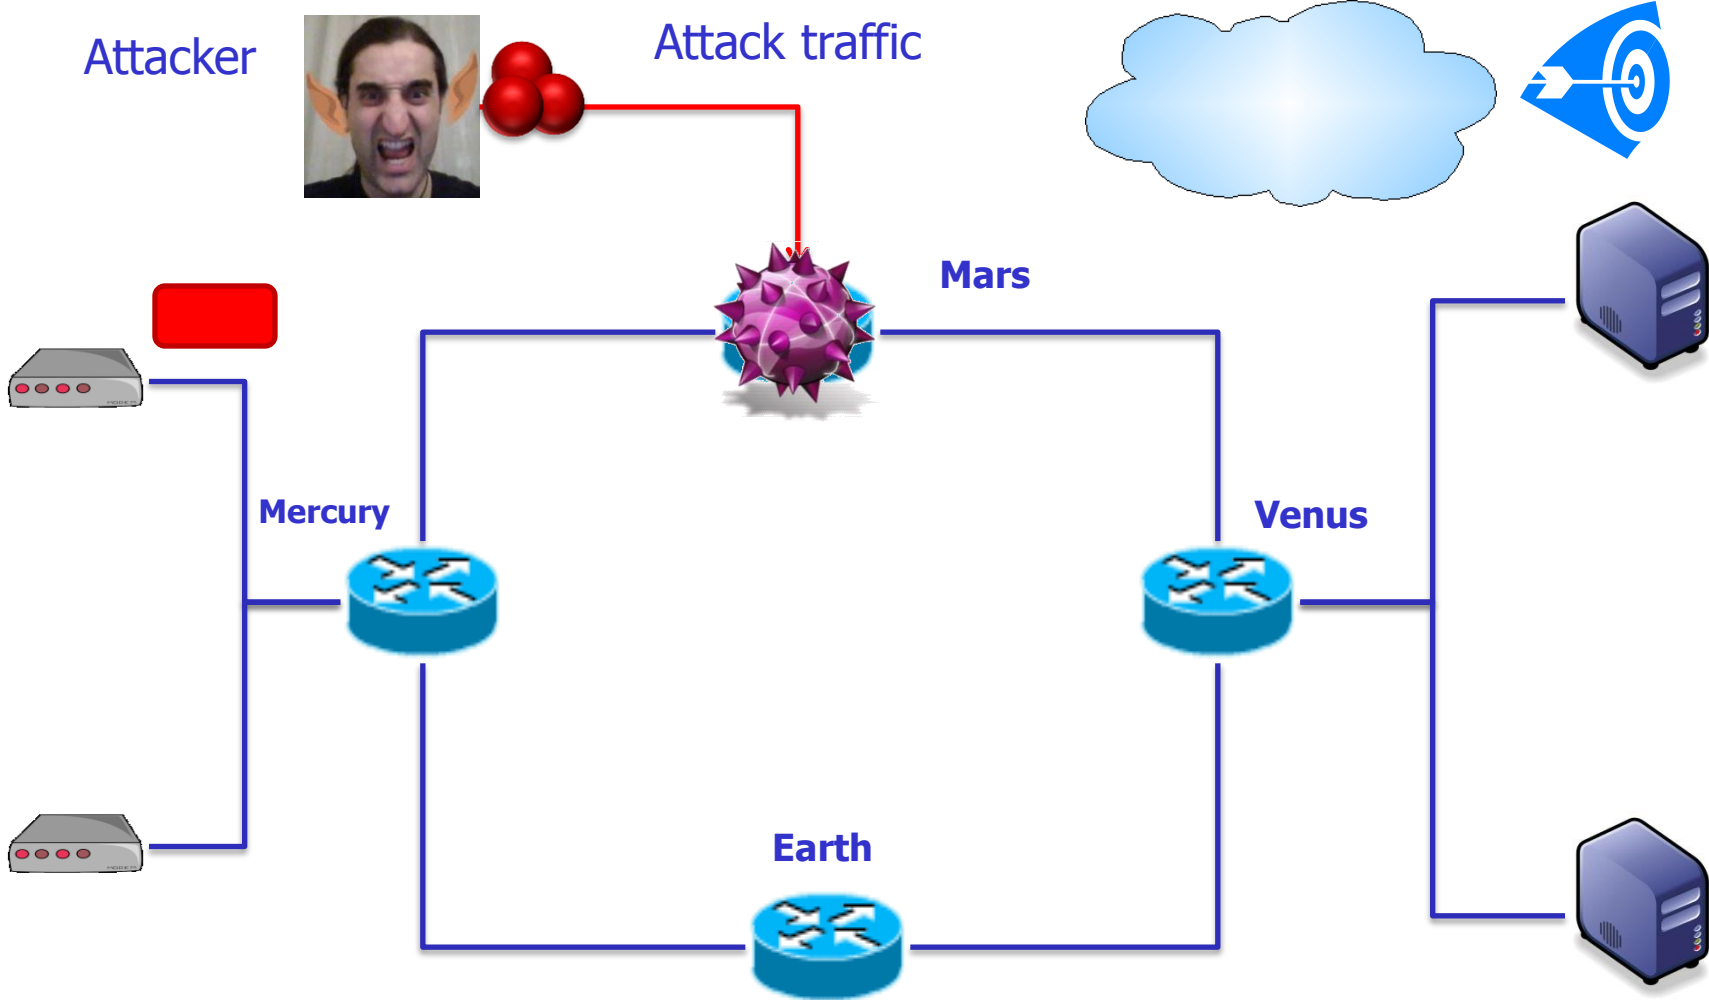 Attacker
Attack traffic
Mars
Mercury
Venus
Earth